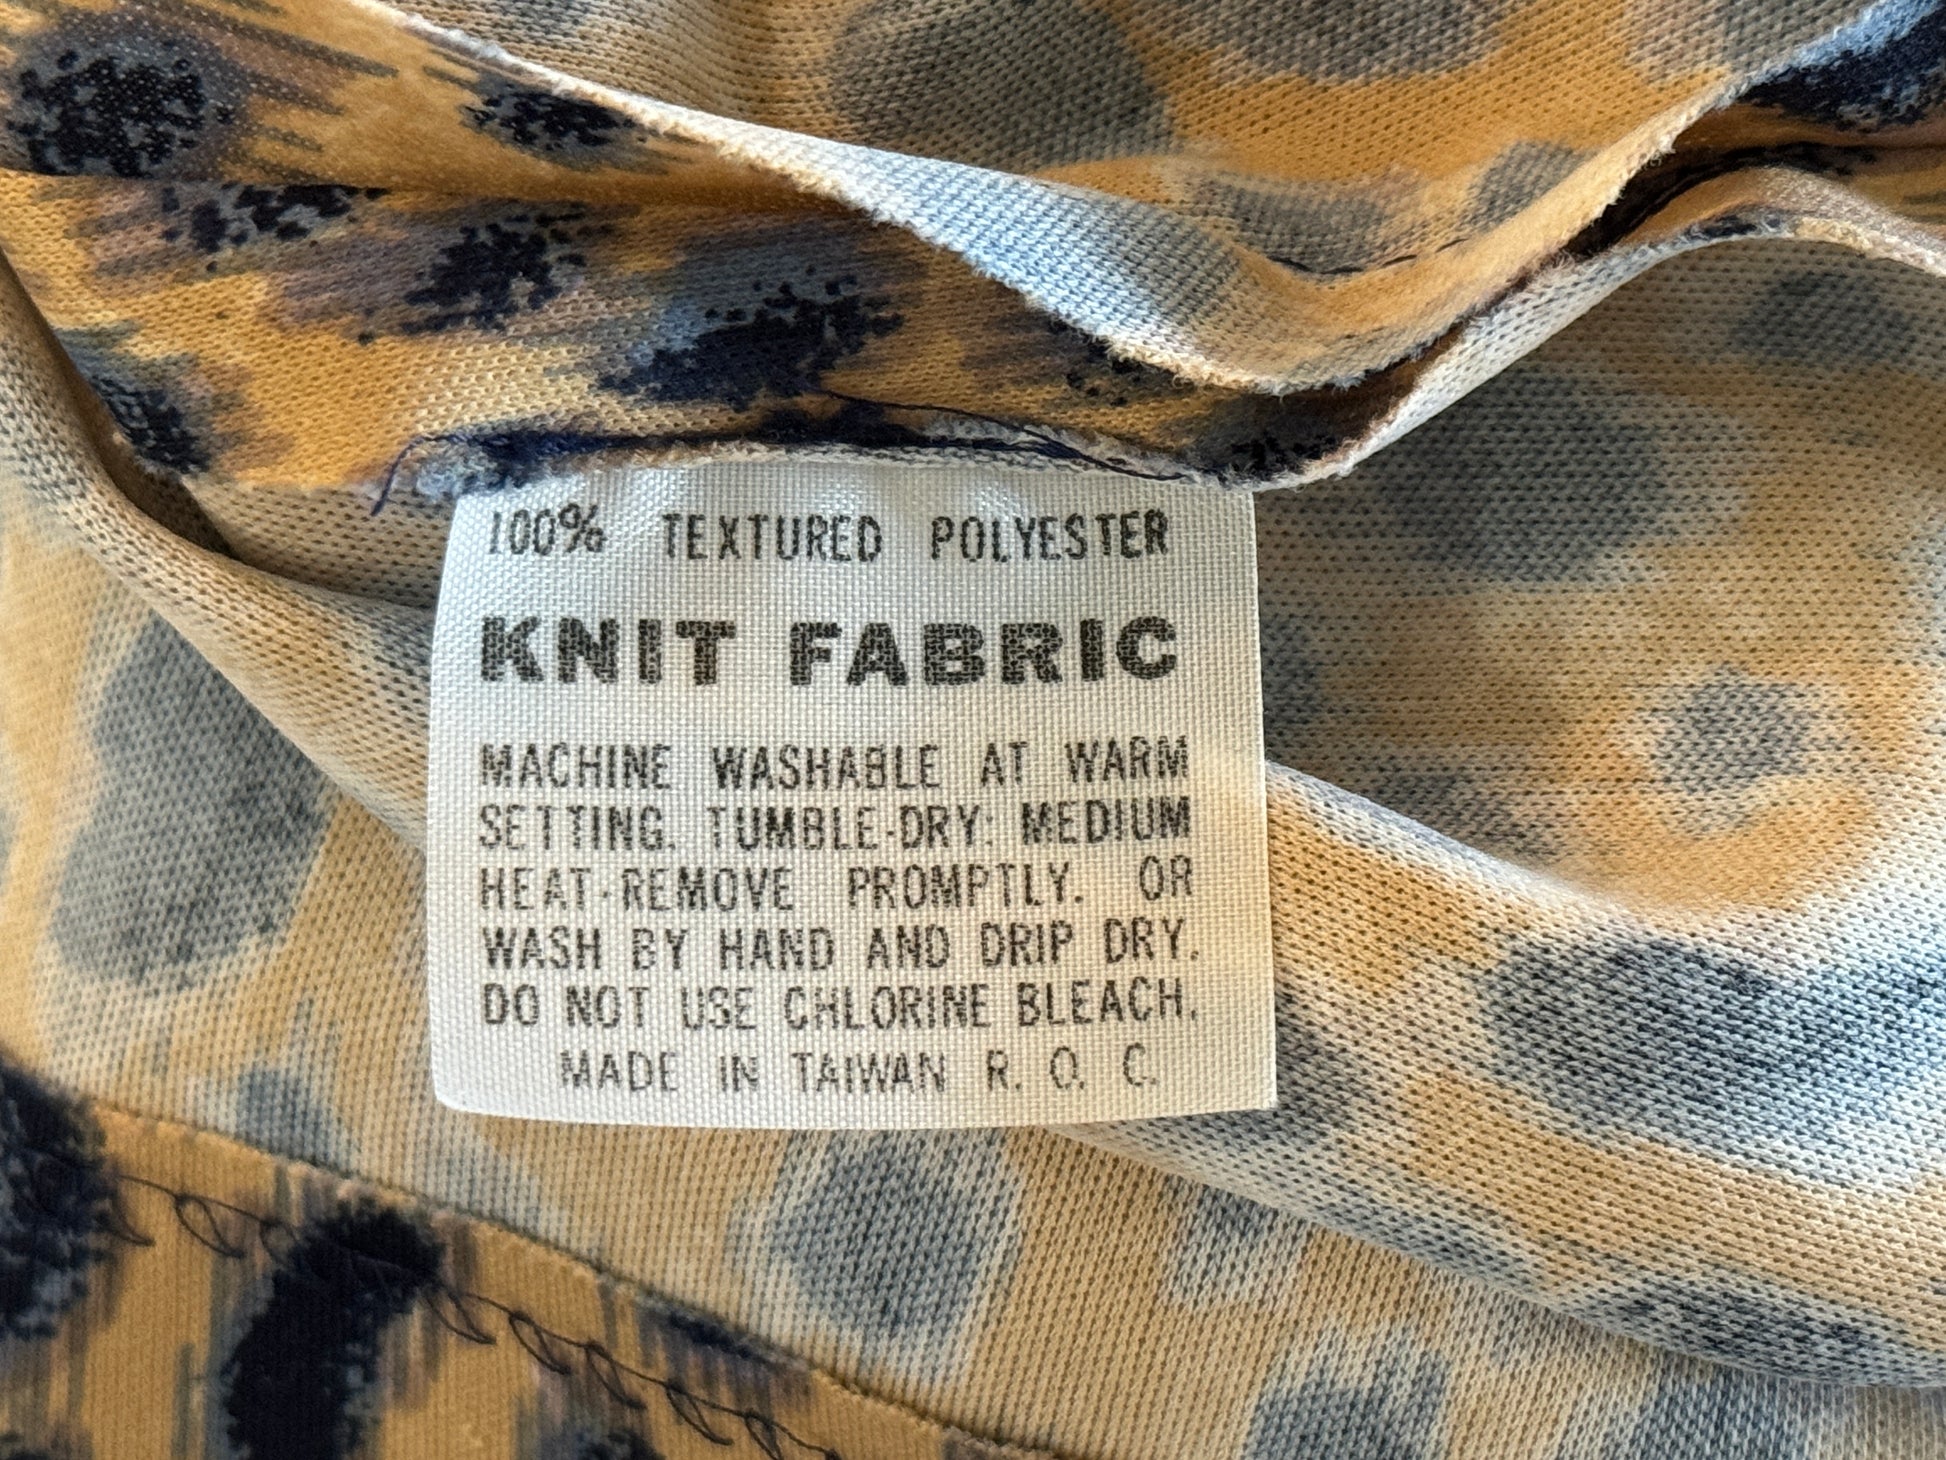 100% TEXTURED POLYESTER
KNIT FABRIC
MACHINE WASHABLE AT WARM
SETTING. TUMBLE-DRY: MEDIUM
HEAT-REMOVE PROMPTLY. OR
WASH BY HAND AND DRIP DRY.
DO NOT USE CHLORINE BLEACH.
MADE IN TAIWAN R. O. C.